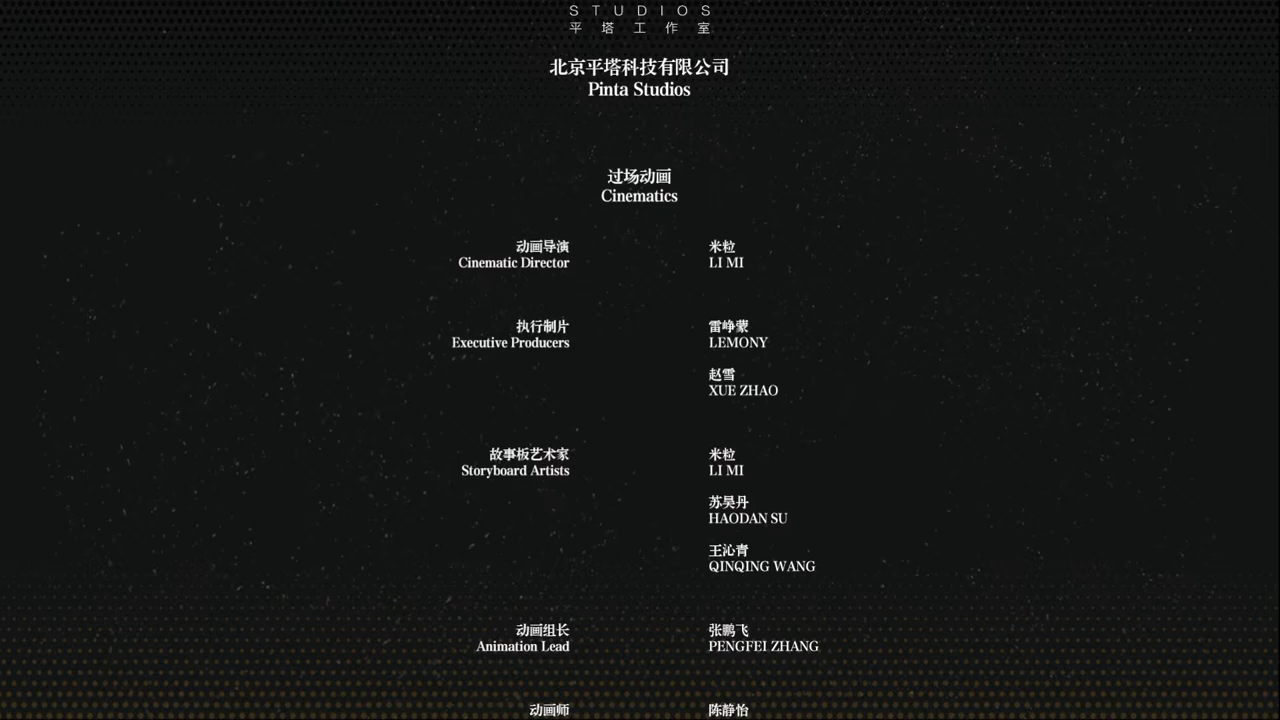 STUDIOS
平塔工作室
北京平塔科技有限公司
Pinta Studios
过场动画
Cinematics
动画导演
Cinematic Director
米粒
LI MI
执行制片
Executive Producers
雷峥蒙
LEMONY
赵雪
XUE ZHAO
故事板艺术家
Storyboard Artists
米粒
LI MI
苏昊丹
HAODAN SU
王沁青
QINQING WANG
动画组长
Animation Lead
张鹏飞
PENGFEI ZHANG
动画师
陈静怡